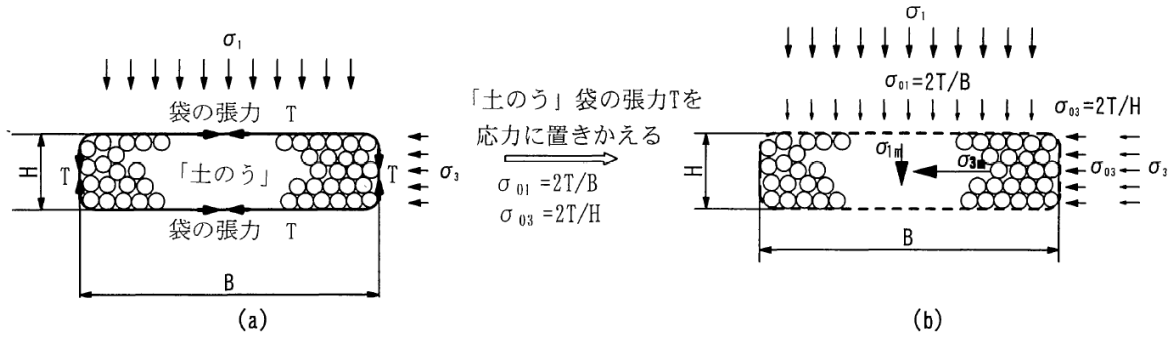 σ₁
袋の張力 T
H
T
「土のう」
T
σ₃
袋の張力 T
B
(a)
「土のう」袋の張力Tを
応力に置きかえる
σ₀₁=2T/B
σ₀₃=2T/H
σ₁
σ₀₁=2T/B
σ₀₃=2T/H
H
σ₁ₘ
σ₃ₘ
σ₀₃
σ₃
B
(b)